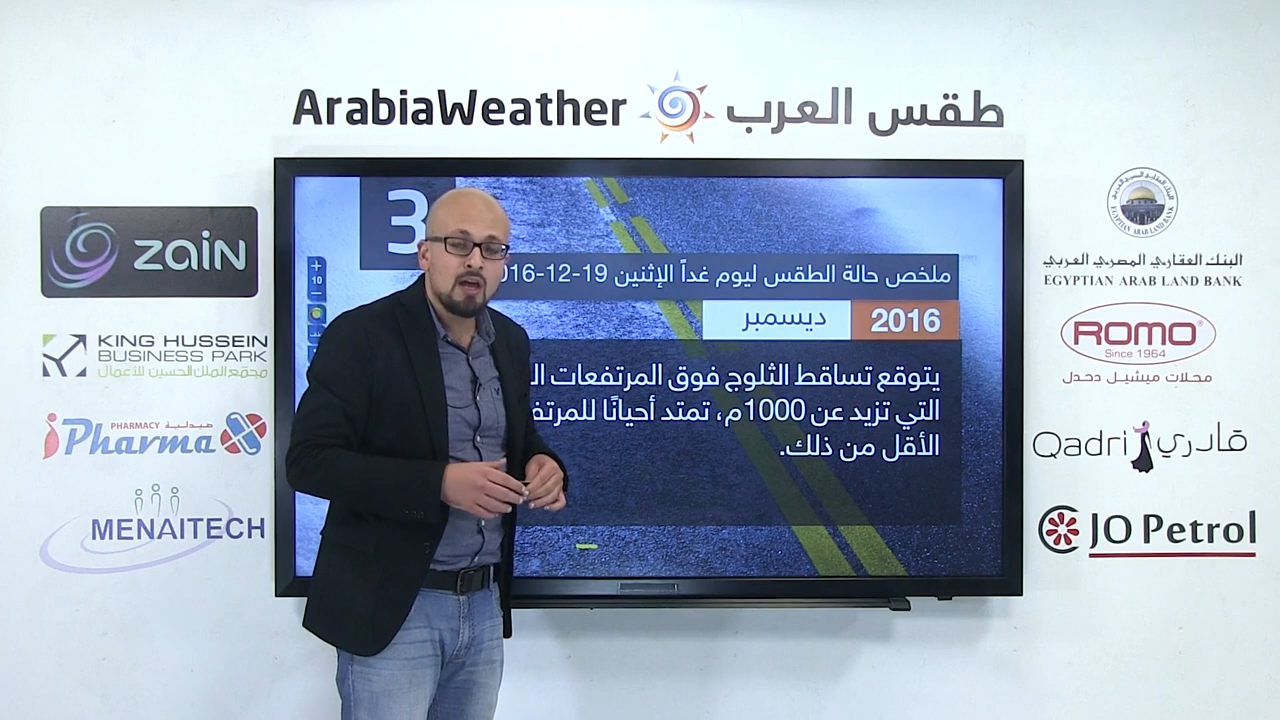 ArabiaWeather طقس العرب
zain
KING HUSSEIN
BUSINESS PARK
مجمّع الملك الحسين للأعمال
PHARMACY صيدلية
iPharma
MENAITECH
3
+
10
ملخص حالة الطقس ليوم غداً الإثنين 19-12-2016
2016 ديسمبر
يتوقع تساقط الثلوج فوق المرتفعات
التي تزيد عن 1000م، تمتد أحيانًا
الأقل من ذلك.
البنك العقاري المصري العربي
EGYPTIAN ARAB LAND BANK
ROMO
Since 1964
محلات ميشيل دحدل
Qadri قادري
JO Petrol